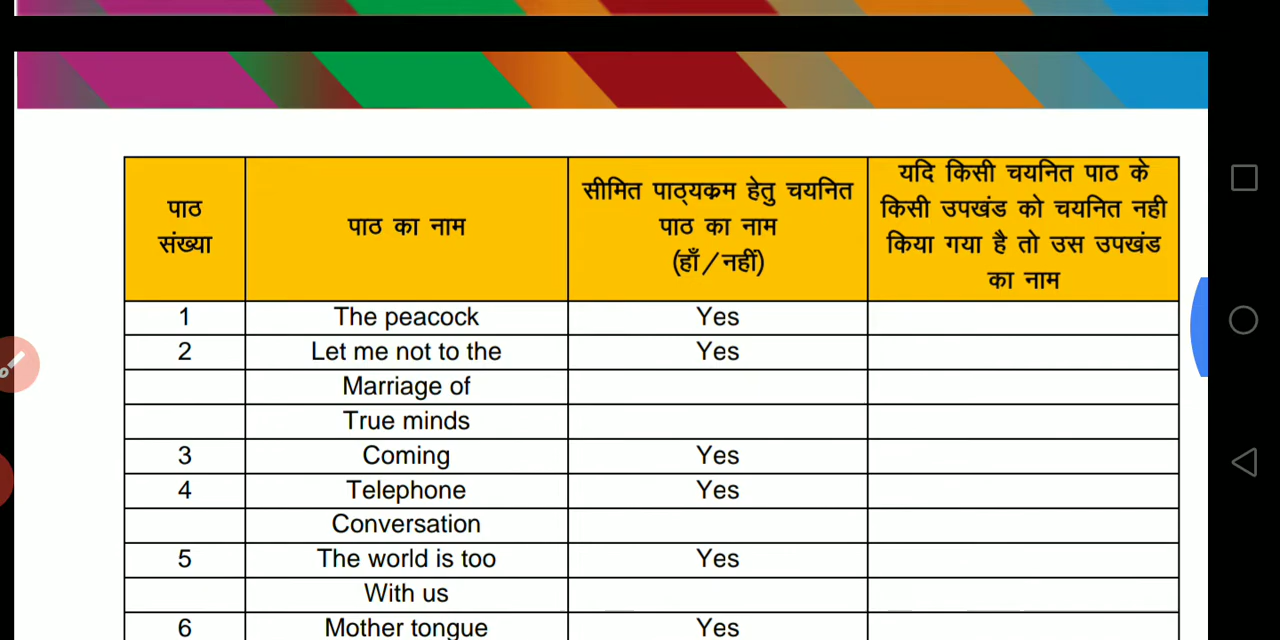 पाठ संख्या
पाठ का नाम
सीमित पाठ्यक्रम हेतु चयनित
पाठ का नाम
(हाँ/नहीं)
यदि किसी चयनित पाठ के
किसी उपखंड को चयनित नही
किया गया है तो उस उपखंड
का नाम
1 The peacock Yes
2 Let me not to the Yes
Marriage of
True minds
3 Coming Yes
4 Telephone Yes
Conversation
5 The world is too Yes
With us
6 Mother tongue Yes